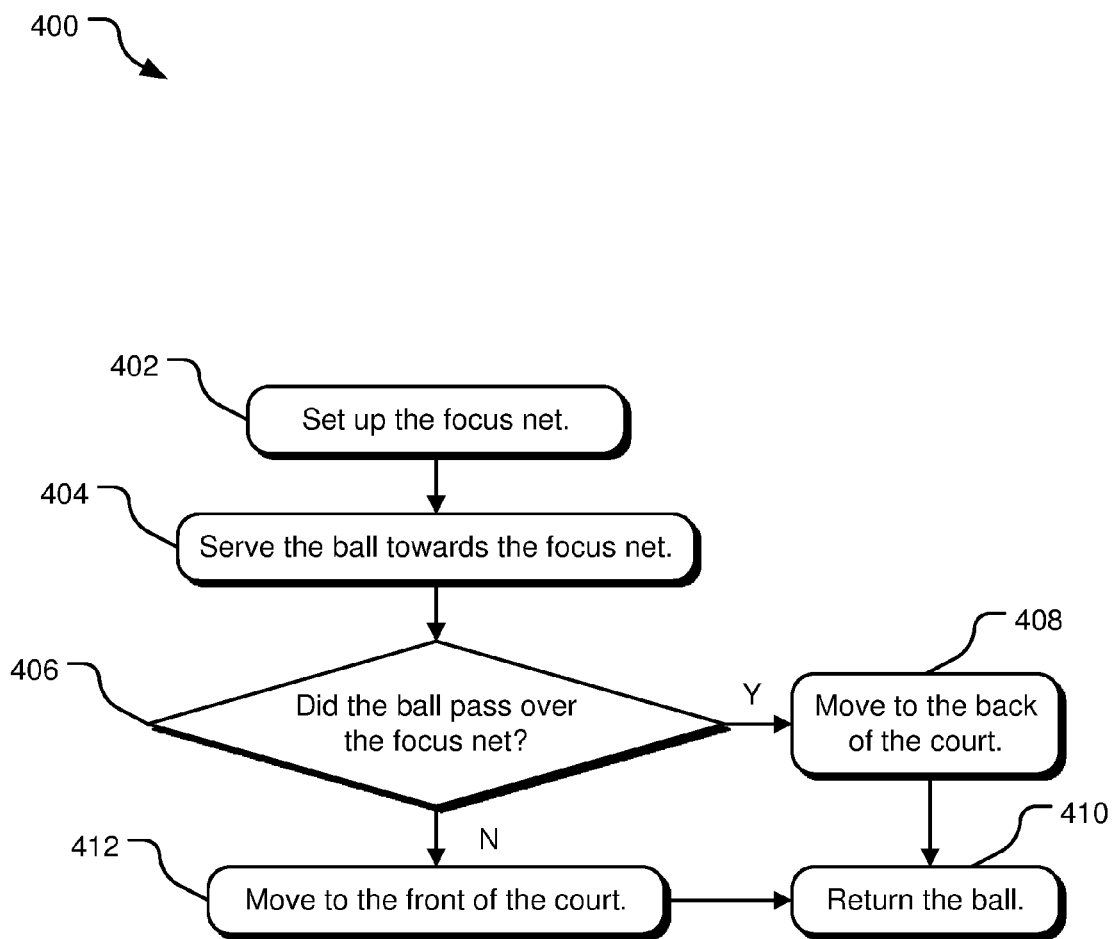 400
402
Set up the focus net.
404
Serve the ball towards the focus net.
406
Did the ball pass over
the focus net?
Y
408
Move to the back
of the court.
N
412
Move to the front of the court.
410
Return the ball.